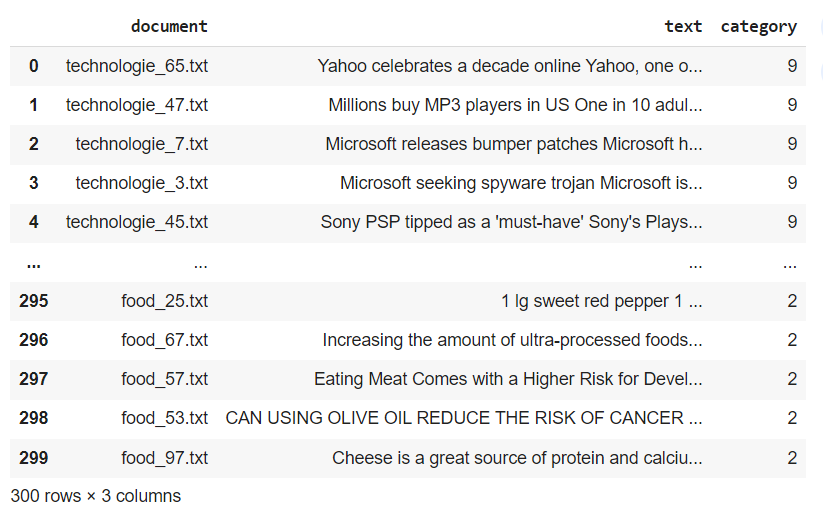 document text category
0 technologie_65.txt Yahoo celebrates a decade online Yahoo, one o... 9
1 technologie_47.txt Millions buy MP3 players in US One in 10 adul... 9
2 technologie_7.txt Microsoft releases bumper patches Microsoft h... 9
3 technologie_3.txt Microsoft seeking spyware trojan Microsoft is... 9
4 technologie_45.txt Sony PSP tipped as a 'must-have' Sony's Plays... 9
... ... ... ...
295 food_25.txt 1 lg sweet red pepper 1 ... 2
296 food_67.txt Increasing the amount of ultra-processed foods... 2
297 food_57.txt Eating Meat Comes with a Higher Risk for Devel... 2
298 food_53.txt CAN USING OLIVE OIL REDUCE THE RISK OF CANCER ... 2
299 food_97.txt Cheese is a great source of protein and calciu... 2
300 rows × 3 columns